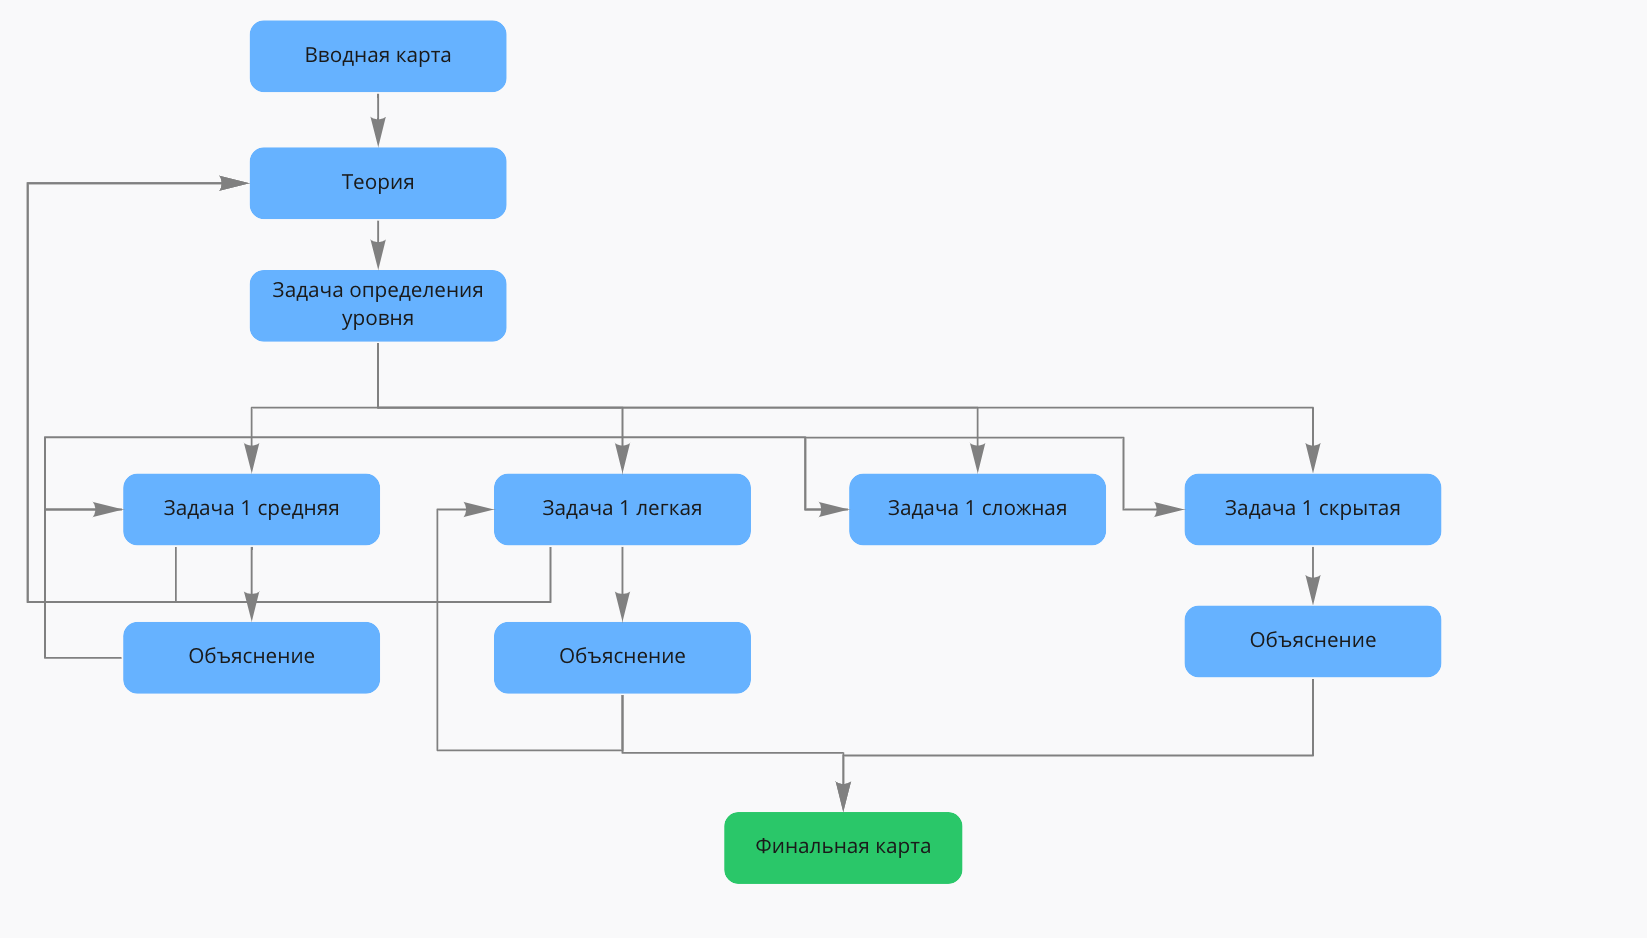 Вводная карта
Теория
Задача определения
уровня
Задача 1 средняя
Задача 1 легкая
Задача 1 сложная
Задача 1 скрытая
Объяснение
Объяснение
Объяснение
Финальная карта